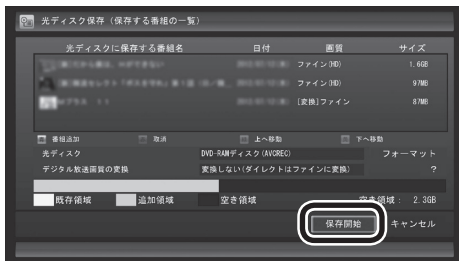 光ディスク保存（保存する番組の一覧）
光ディスクに保存する番組名 日付 画質 サイズ
ファイン(HD) 1.6GB
ファイン(HD) 97MB
[変換]ファイン 87MB
番組追加 取消 上へ移動 下へ移動
光ディスク DVD-RAMディスク(AVCREC) フォーマット
デジタル放送画質の変換 変換しない(ダイレクトはファインに変換) ?
既存領域 追加領域 空き領域 空き領域： 2.3GB
保存開始 キャンセル